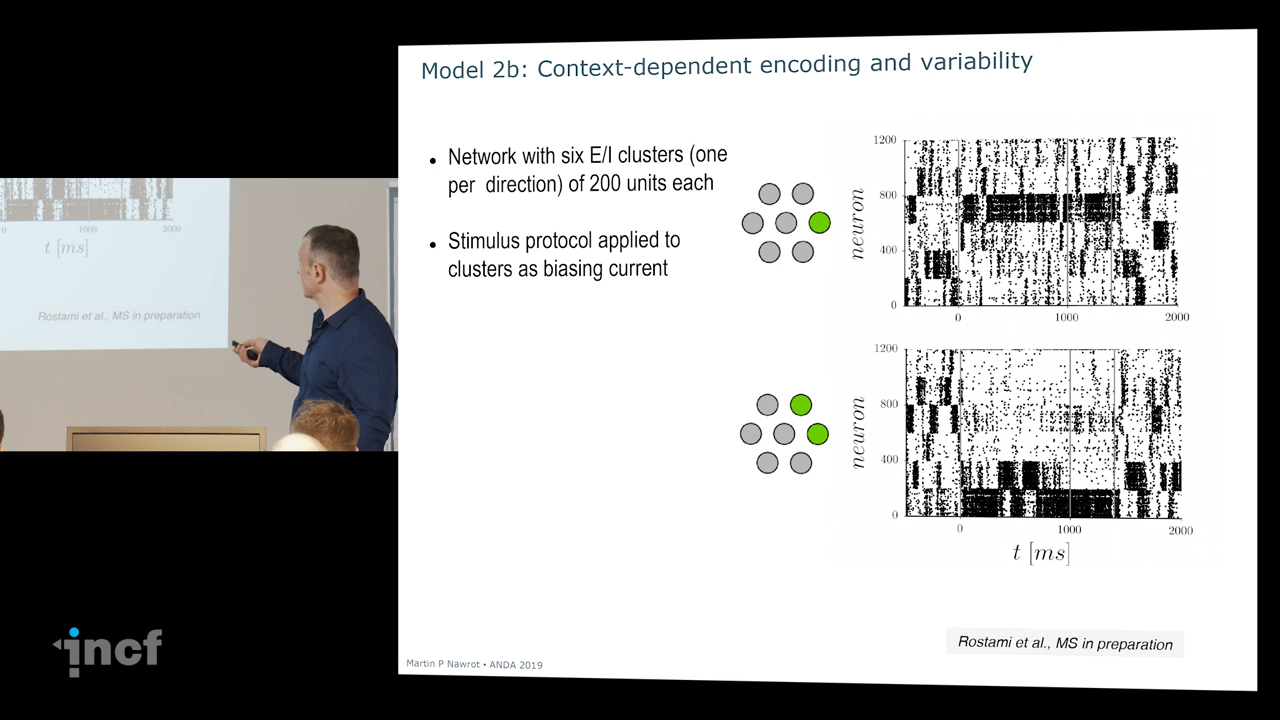 Model 2b: Context-dependent encoding and variability
• Network with six E/I clusters (one
per direction) of 200 units each
• Stimulus protocol applied to
clusters as biasing current
1200
800
400
0
neuron
0 1000 2000
1200
800
400
0
neuron
0 1000 2000
t [ms]
Rostami et al., MS in preparation
Martin P Nawrot • ANDA 2019
0 1000 2000
t [ms]
Rostami et al., MS in preparation
incf